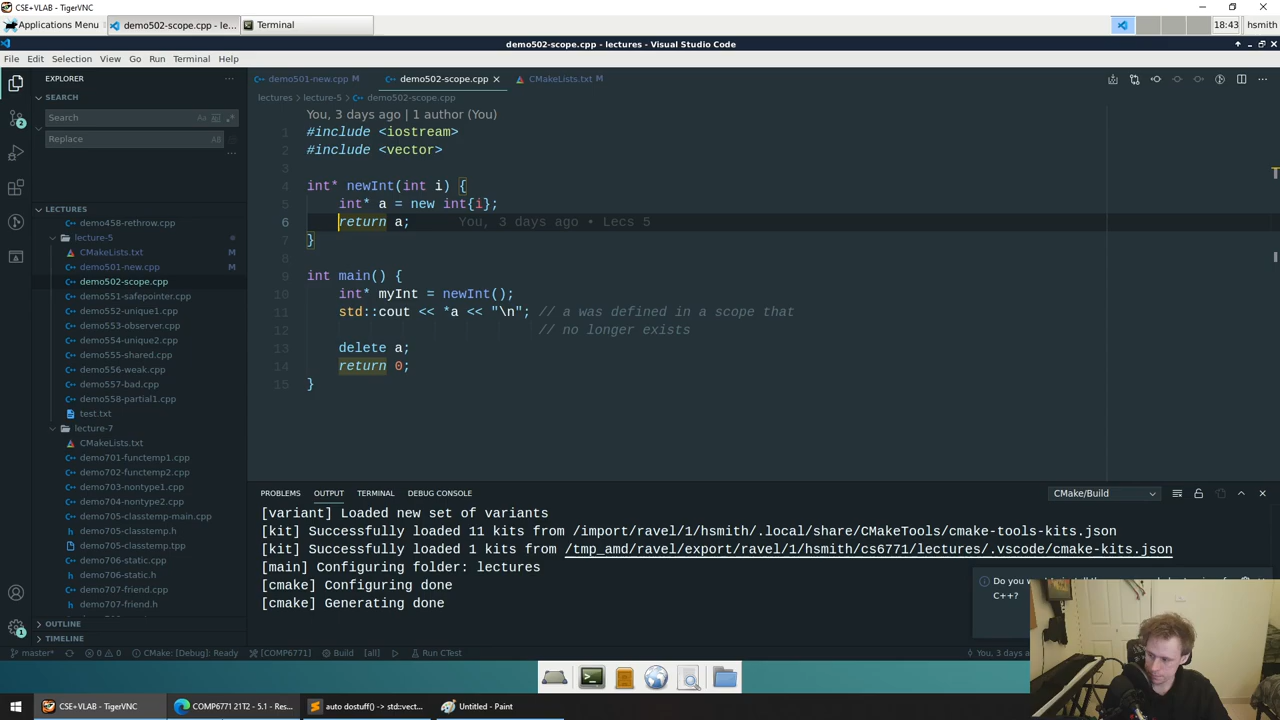 CSE+VLAB - TigerVNC
Applications Menu
demo502-scope.cpp - le...
Terminal
18:43
hsmith
demo502-scope.cpp - lectures - Visual Studio Code
File Edit Selection View Go Run Terminal Help
EXPLORER
demo501-new.cpp M
demo502-scope.cpp
CMakeLists.txt M
SEARCH
lectures > lecture-5 > demo502-scope.cpp
Search
Replace
You, 3 days ago | 1 author (You)
1 #include <iostream>
2 #include <vector>
3
4 int* newInt(int i) {
5 int* a = new int{i};
6 return a; You, 3 days ago • Lecs 5
7 }
8
9 int main() {
10 int* myInt = newInt();
11 std::cout << *a << "\n"; // a was defined in a scope that
12 // no longer exists
13 delete a;
14 return 0;
15 }
LECTURES
demo458-rethrow.cpp
lecture-5
CMakeLists.txt M
demo501-new.cpp M
demo502-scope.cpp
demo551-safepointer.cpp
demo552-unique1.cpp
demo553-observer.cpp
demo554-unique2.cpp
demo555-shared.cpp
demo556-weak.cpp
demo557-bad.cpp
demo558-partial1.cpp
test.txt
lecture-7
CMakeLists.txt
demo701-functemp1.cpp
demo702-functemp2.cpp
demo703-nontype1.cpp
demo704-nontype2.cpp
demo705-classtemp-main.cpp
demo705-classtemp.h
demo705-classtemp.tpp
demo706-static.cpp
demo706-static.h
demo707-friend.cpp
demo707-friend.h
OUTLINE
TIMELINE
PROBLEMS OUTPUT TERMINAL DEBUG CONSOLE
CMake/Build
[variant] Loaded new set of variants
[kit] Successfully loaded 11 kits from /import/ravel/1/hsmith/.local/share/CMakeTools/cmake-tools-kits.json
[kit] Successfully loaded 1 kits from /tmp_amd/ravel/export/ravel/1/hsmith/cs6771/lectures/.vscode/cmake-kits.json
[main] Configuring folder: lectures
[cmake] Configuring done
[cmake] Generating done
C++?
master* 0 0 CMake: [Debug]: Ready [COMP6771] Build [all] Run CTest
You, 3 days a
CSE+VLAB - TigerVNC
COMP6771 21T2 - 5.1 - Res...
auto dostuff() -> std::vect...
Untitled - Paint